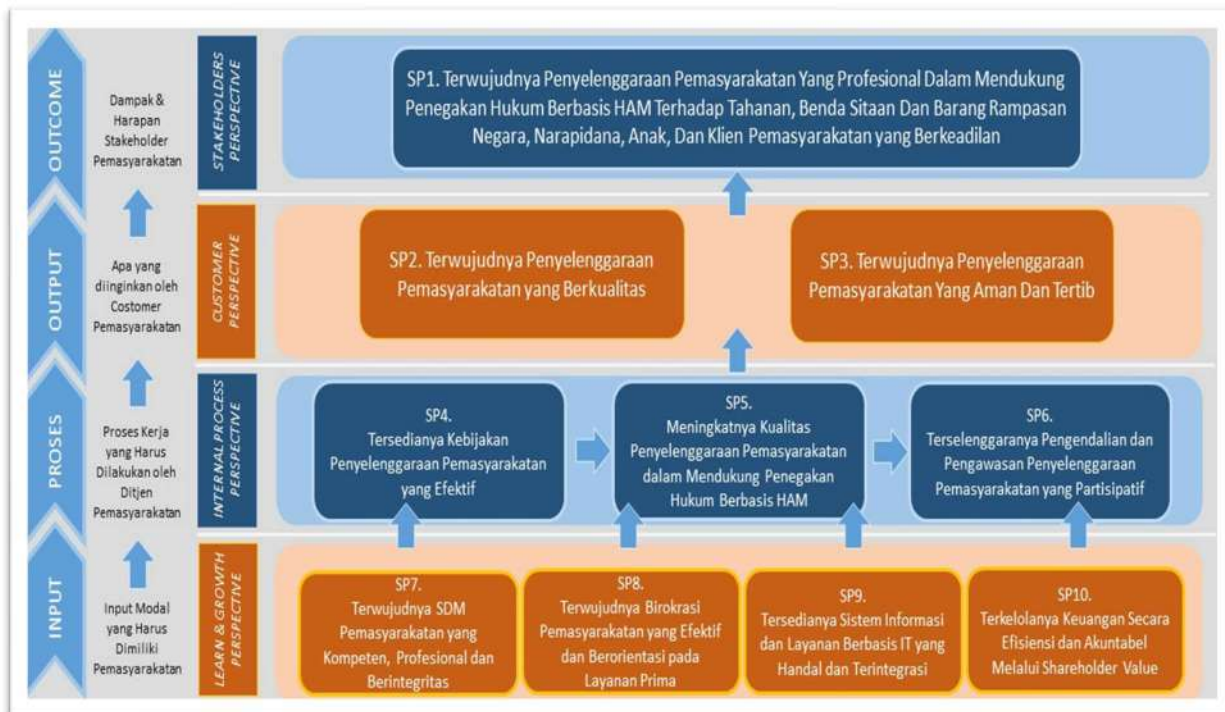 OUTCOME
Dampak &
Harapan
Stakeholder
Pemasyarakatan
STAKEHOLDERS
PERSPECTIVE
SP1. Terwujudnya Penyelenggaraan Pemasyarakatan Yang Profesional Dalam Mendukung
Penegakan Hukum Berbasis HAM Terhadap Tahanan, Benda Sitaan Dan Barang Rampasan
Negara, Narapidana, Anak, Dan Klien Pemasyarakatan yang Berkeadilan
OUTPUT
Apa yang
diinginkan oleh
Costomer
Pemasyarakatan
CUSTOMER
PERSPECTIVE
SP2. Terwujudnya Penyelenggaraan
Pemasyarakatan yang Berkualitas
SP3. Terwujudnya Penyelenggaraan
Pemasyarakatan Yang Aman Dan Tertib
PROSES
Proses Kerja
yang Harus
Dilakukan oleh
Ditjen
Pemasyarakatan
INTERNAL PROCESS
PERSPECTIVE
SP4.
Tersedianya Kebijakan
Penyelenggaraan Pemasyarakatan
yang Efektif
SP5.
Meningkatnya Kualitas
Penyelenggaraan Pemasyarakatan
dalam Mendukung Penegakan
Hukum Berbasis HAM
SP6.
Terselenggaranya Pengendalian dan
Pengawasan Penyelenggaraan
Pemasyarakatan yang Partisipatif
INPUT
Input Modal
yang Harus
Dimiliki
Pemasyarakatan
LEARN & GROWTH
PERSPECTIVE
SP7.
Terwujudnya SDM
Pemasyarakatan yang
Kompeten, Profesional dan
Berintegritas
SP8.
Terwujudnya Birokrasi
Pemasyarakatan yang Efektif
dan Berorientasi pada
Layanan Prima
SP9.
Tersedianya Sistem Informasi
dan Layanan Berbasis IT yang
Handal dan Terintegrasi
SP10.
Terkelolanya Keuangan Secara
Efisiensi dan Akuntabel
Melalui Shareholder Value